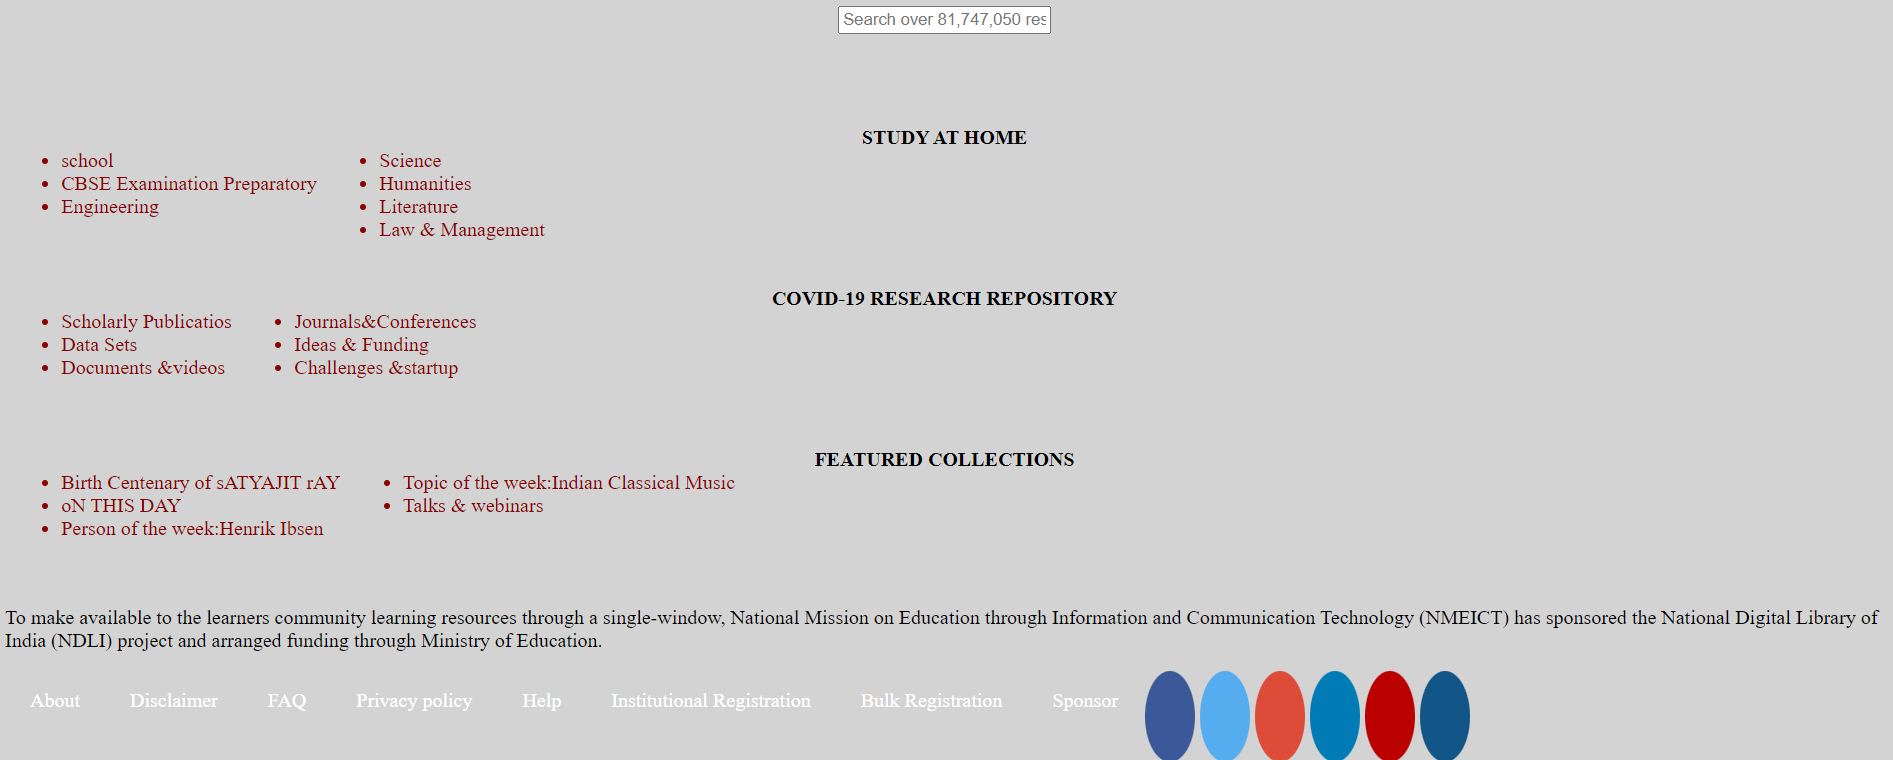 Search over 81,747,050 res
STUDY AT HOME
school
CBSE Examination Preparatory
Engineering
Science
Humanities
Literature
Law & Management
COVID-19 RESEARCH REPOSITORY
Scholarly Publicatios
Data Sets
Documents &videos
Journals&Conferences
Ideas & Funding
Challenges &startup
FEATURED COLLECTIONS
Birth Centenary of sATYAJIT rAY
oN THIS DAY
Person of the week:Henrik Ibsen
Topic of the week:Indian Classical Music
Talks & webinars
To make available to the learners community learning resources through a single-window, National Mission on Education through Information and Communication Technology (NMEICT) has sponsored the National Digital Library of
India (NDLI) project and arranged funding through Ministry of Education.
About Disclaimer FAQ Privacy policy Help Institutional Registration Bulk Registration Sponsor